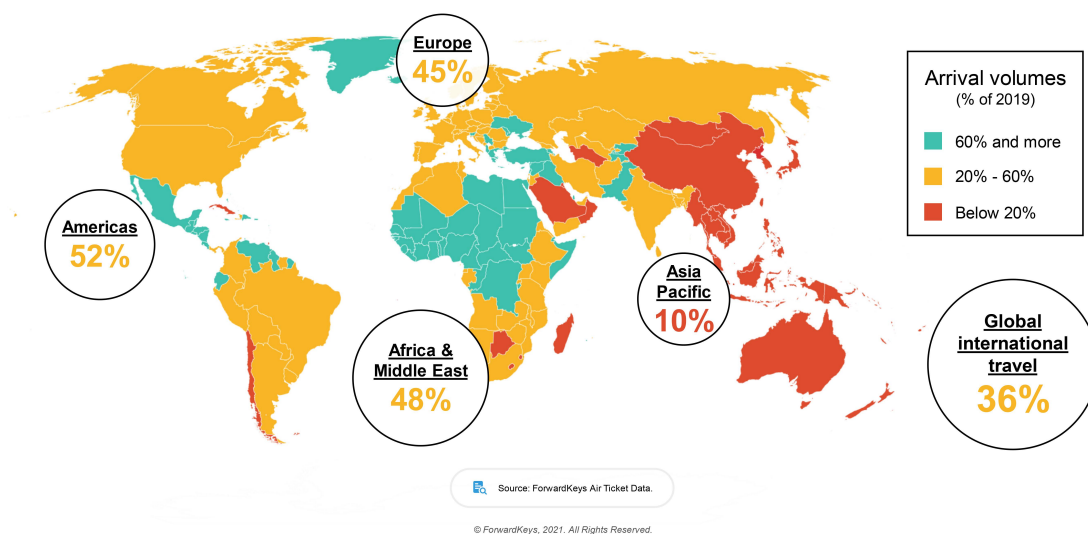 Europe
45%
Arrival volumes
(% of 2019)
60% and more
20% - 60%
Below 20%
Americas
52%
Asia
Pacific
10%
Africa &
Middle East
48%
Global
international
travel
36%
Source: ForwardKeys Air Ticket Data.
© ForwardKeys, 2021. All Rights Reserved.